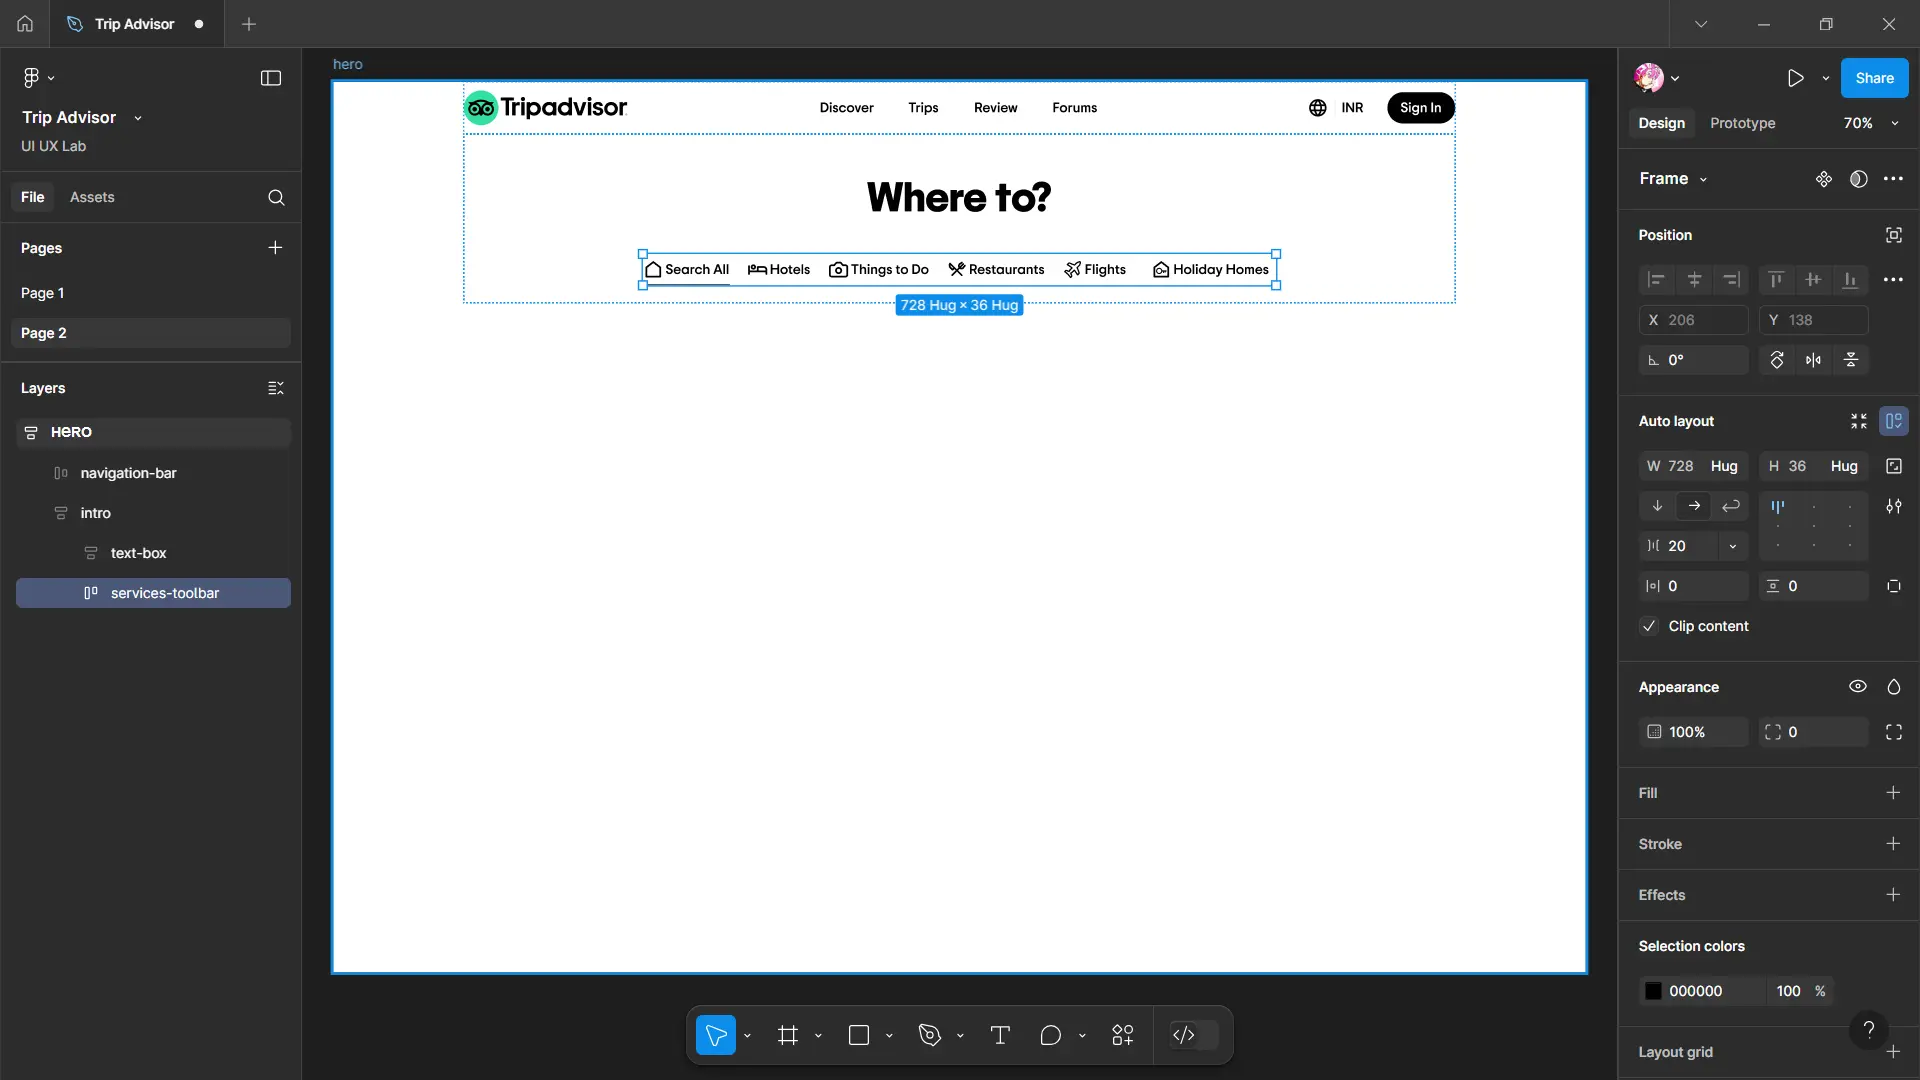 Trip Advisor
Trip Advisor
UI UX Lab
File Assets
Pages
Page 1
Page 2
Layers
HERO
navigation-bar
intro
text-box
services-toolbar
hero
Tripadvisor Discover Trips Review Forums INR Sign In
Where to?
Search All Hotels Things to Do Restaurants Flights Holiday Homes
728 Hug × 36 Hug
Share
Design Prototype 70%
Frame
Position
X 206 Y 138
0°
Auto layout
W 728 Hug H 36 Hug
20
0 0
Clip content
Appearance
100% 0
Fill
Stroke
Effects
Selection colors
000000 100 %
?
Layout grid